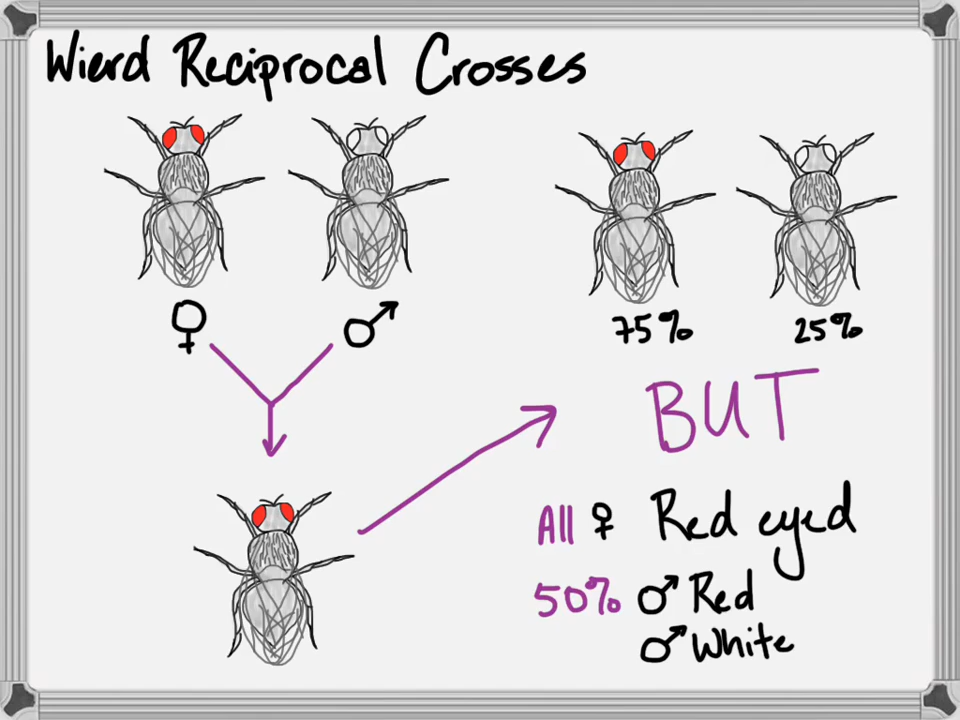 Wierd Reciprocal Crosses
♀ ♂
75% 25%
BUT
All ♀ Red eyed
50% ♂ Red
♂ White